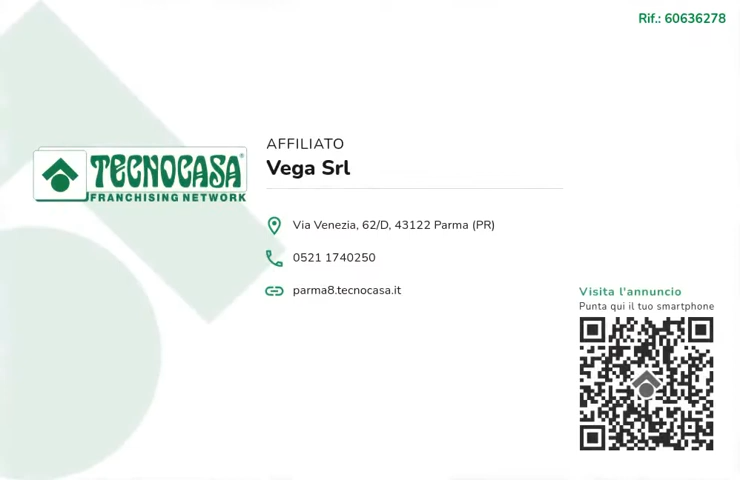 Rif.: 60636278
AFFILIATO
Vega Srl
TECNOCASA®
FRANCHISING NETWORK
Via Venezia, 62/D, 43122 Parma (PR)
0521 1740250
parma8.tecnocasa.it
Visita l'annuncio
Punta qui il tuo smartphone